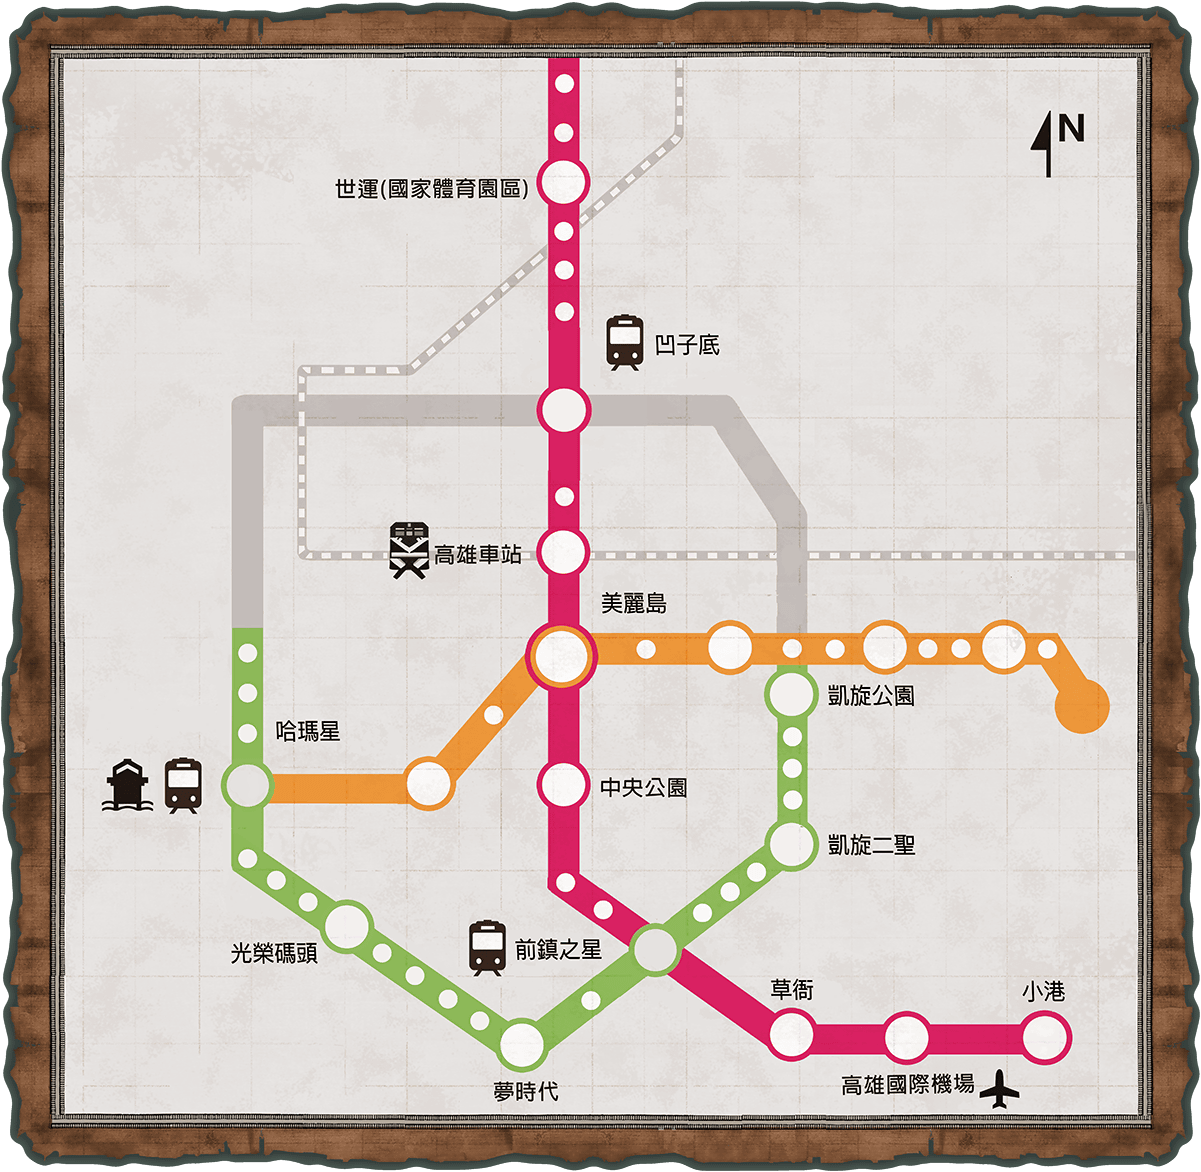 N
世運(國家體育園區)
凹子底
高雄車站
美麗島
凱旋公園
哈瑪星
中央公園
凱旋二聖
光榮碼頭
前鎮之星
草衙
小港
高雄國際機場
夢時代